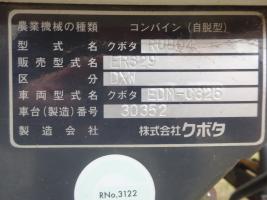 農業機械の種類 コンバイン(自脱型)
型式名 クボタ
販売型式名 ER329
区分 DXW
車両型式名 クボタ EDN-C326
車台(製造)番号 30352
製造会社 株式会社クボタ
RNo.3122